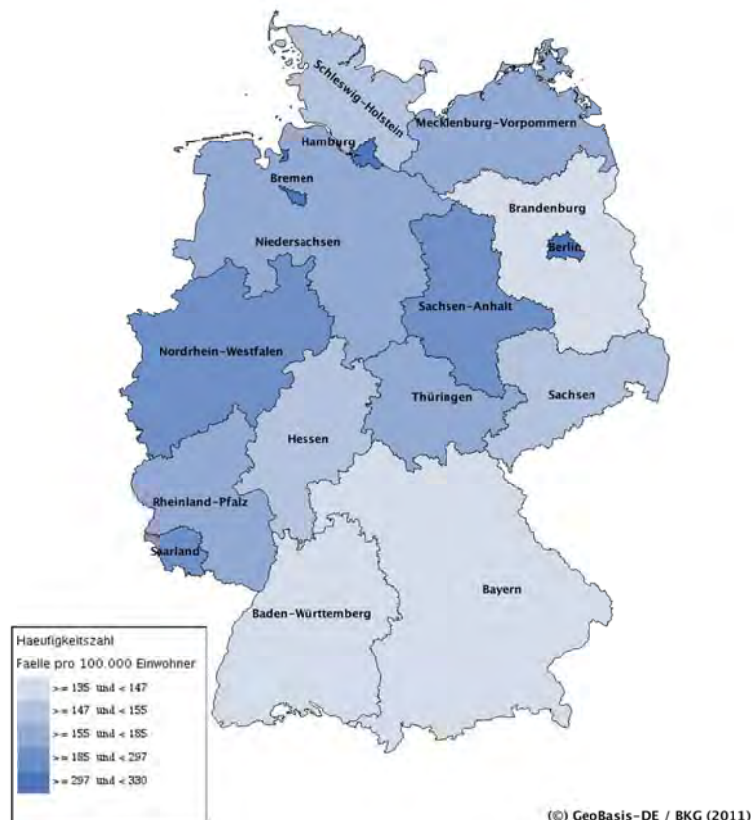 Schleswig-Holstein
Mecklenburg-Vorpommern
Hamburg
Bremen
Brandenburg
Niedersachsen
Berlin
Sachsen-Anhalt
Nordrhein-Westfalen
Thüringen
Sachsen
Hessen
Rheinland-Pfalz
Saarland
Bayern
Baden-Württemberg
Haeufigkeitszahl
Faelle pro 100.000 Einwohner
>= 135 und < 147
>= 147 und < 155
>= 155 und < 185
>= 185 und < 297
>= 297 und < 330
(©) GeoBasis-DE / BKG (2011)